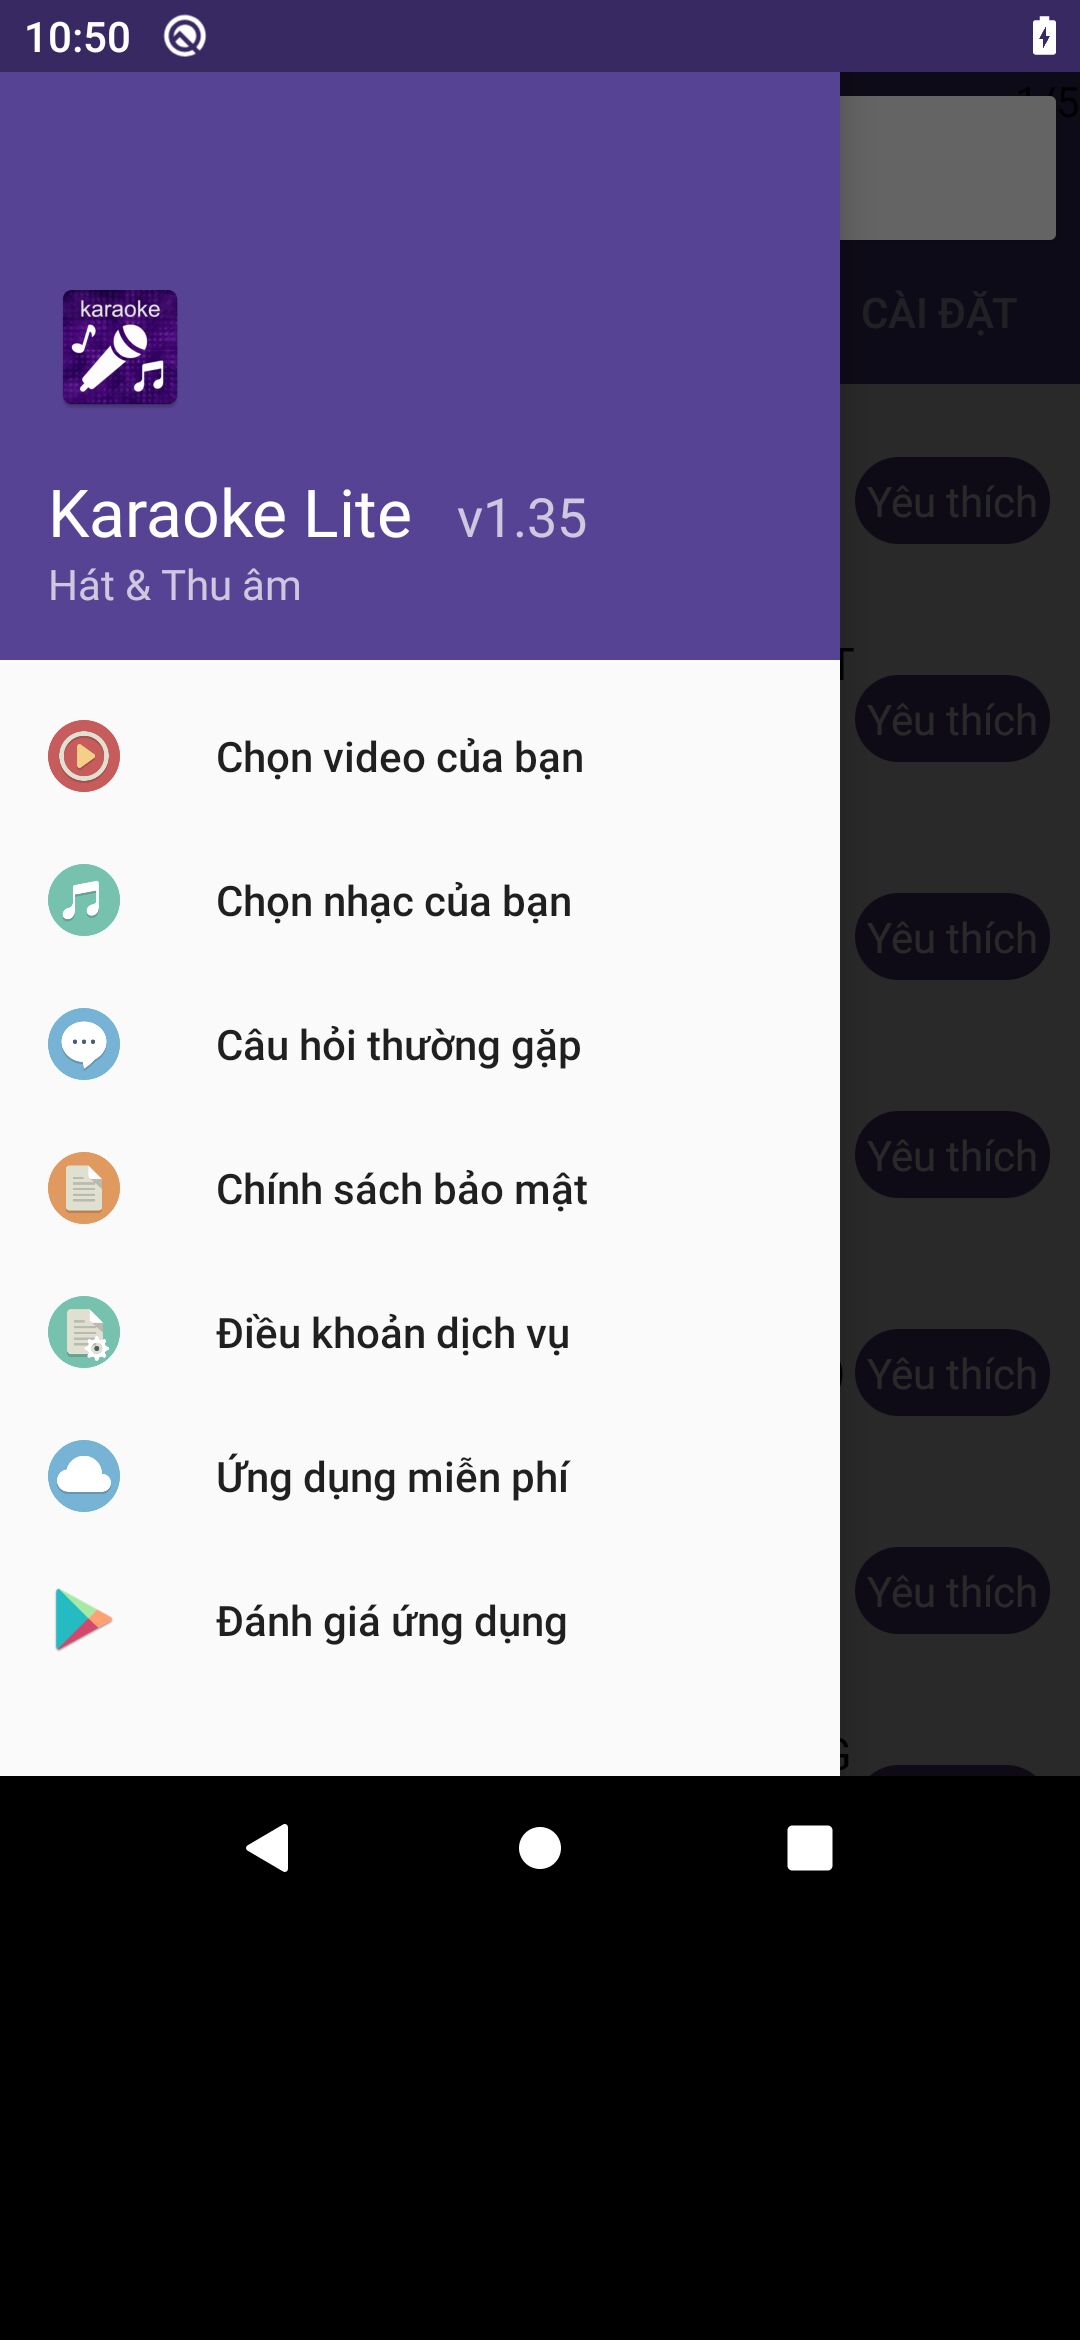 10:50
1/5
karaoke
CÀI ĐẶT
Karaoke Lite v1.35
Hát & Thu âm
Yêu thích
Yêu thích
Chọn video của bạn
Chọn nhạc của bạn
Yêu thích
Câu hỏi thường gặp
Chính sách bảo mật
Yêu thích
Điều khoản dịch vụ
Yêu thích
Ứng dụng miễn phí
Yêu thích
Đánh giá ứng dụng